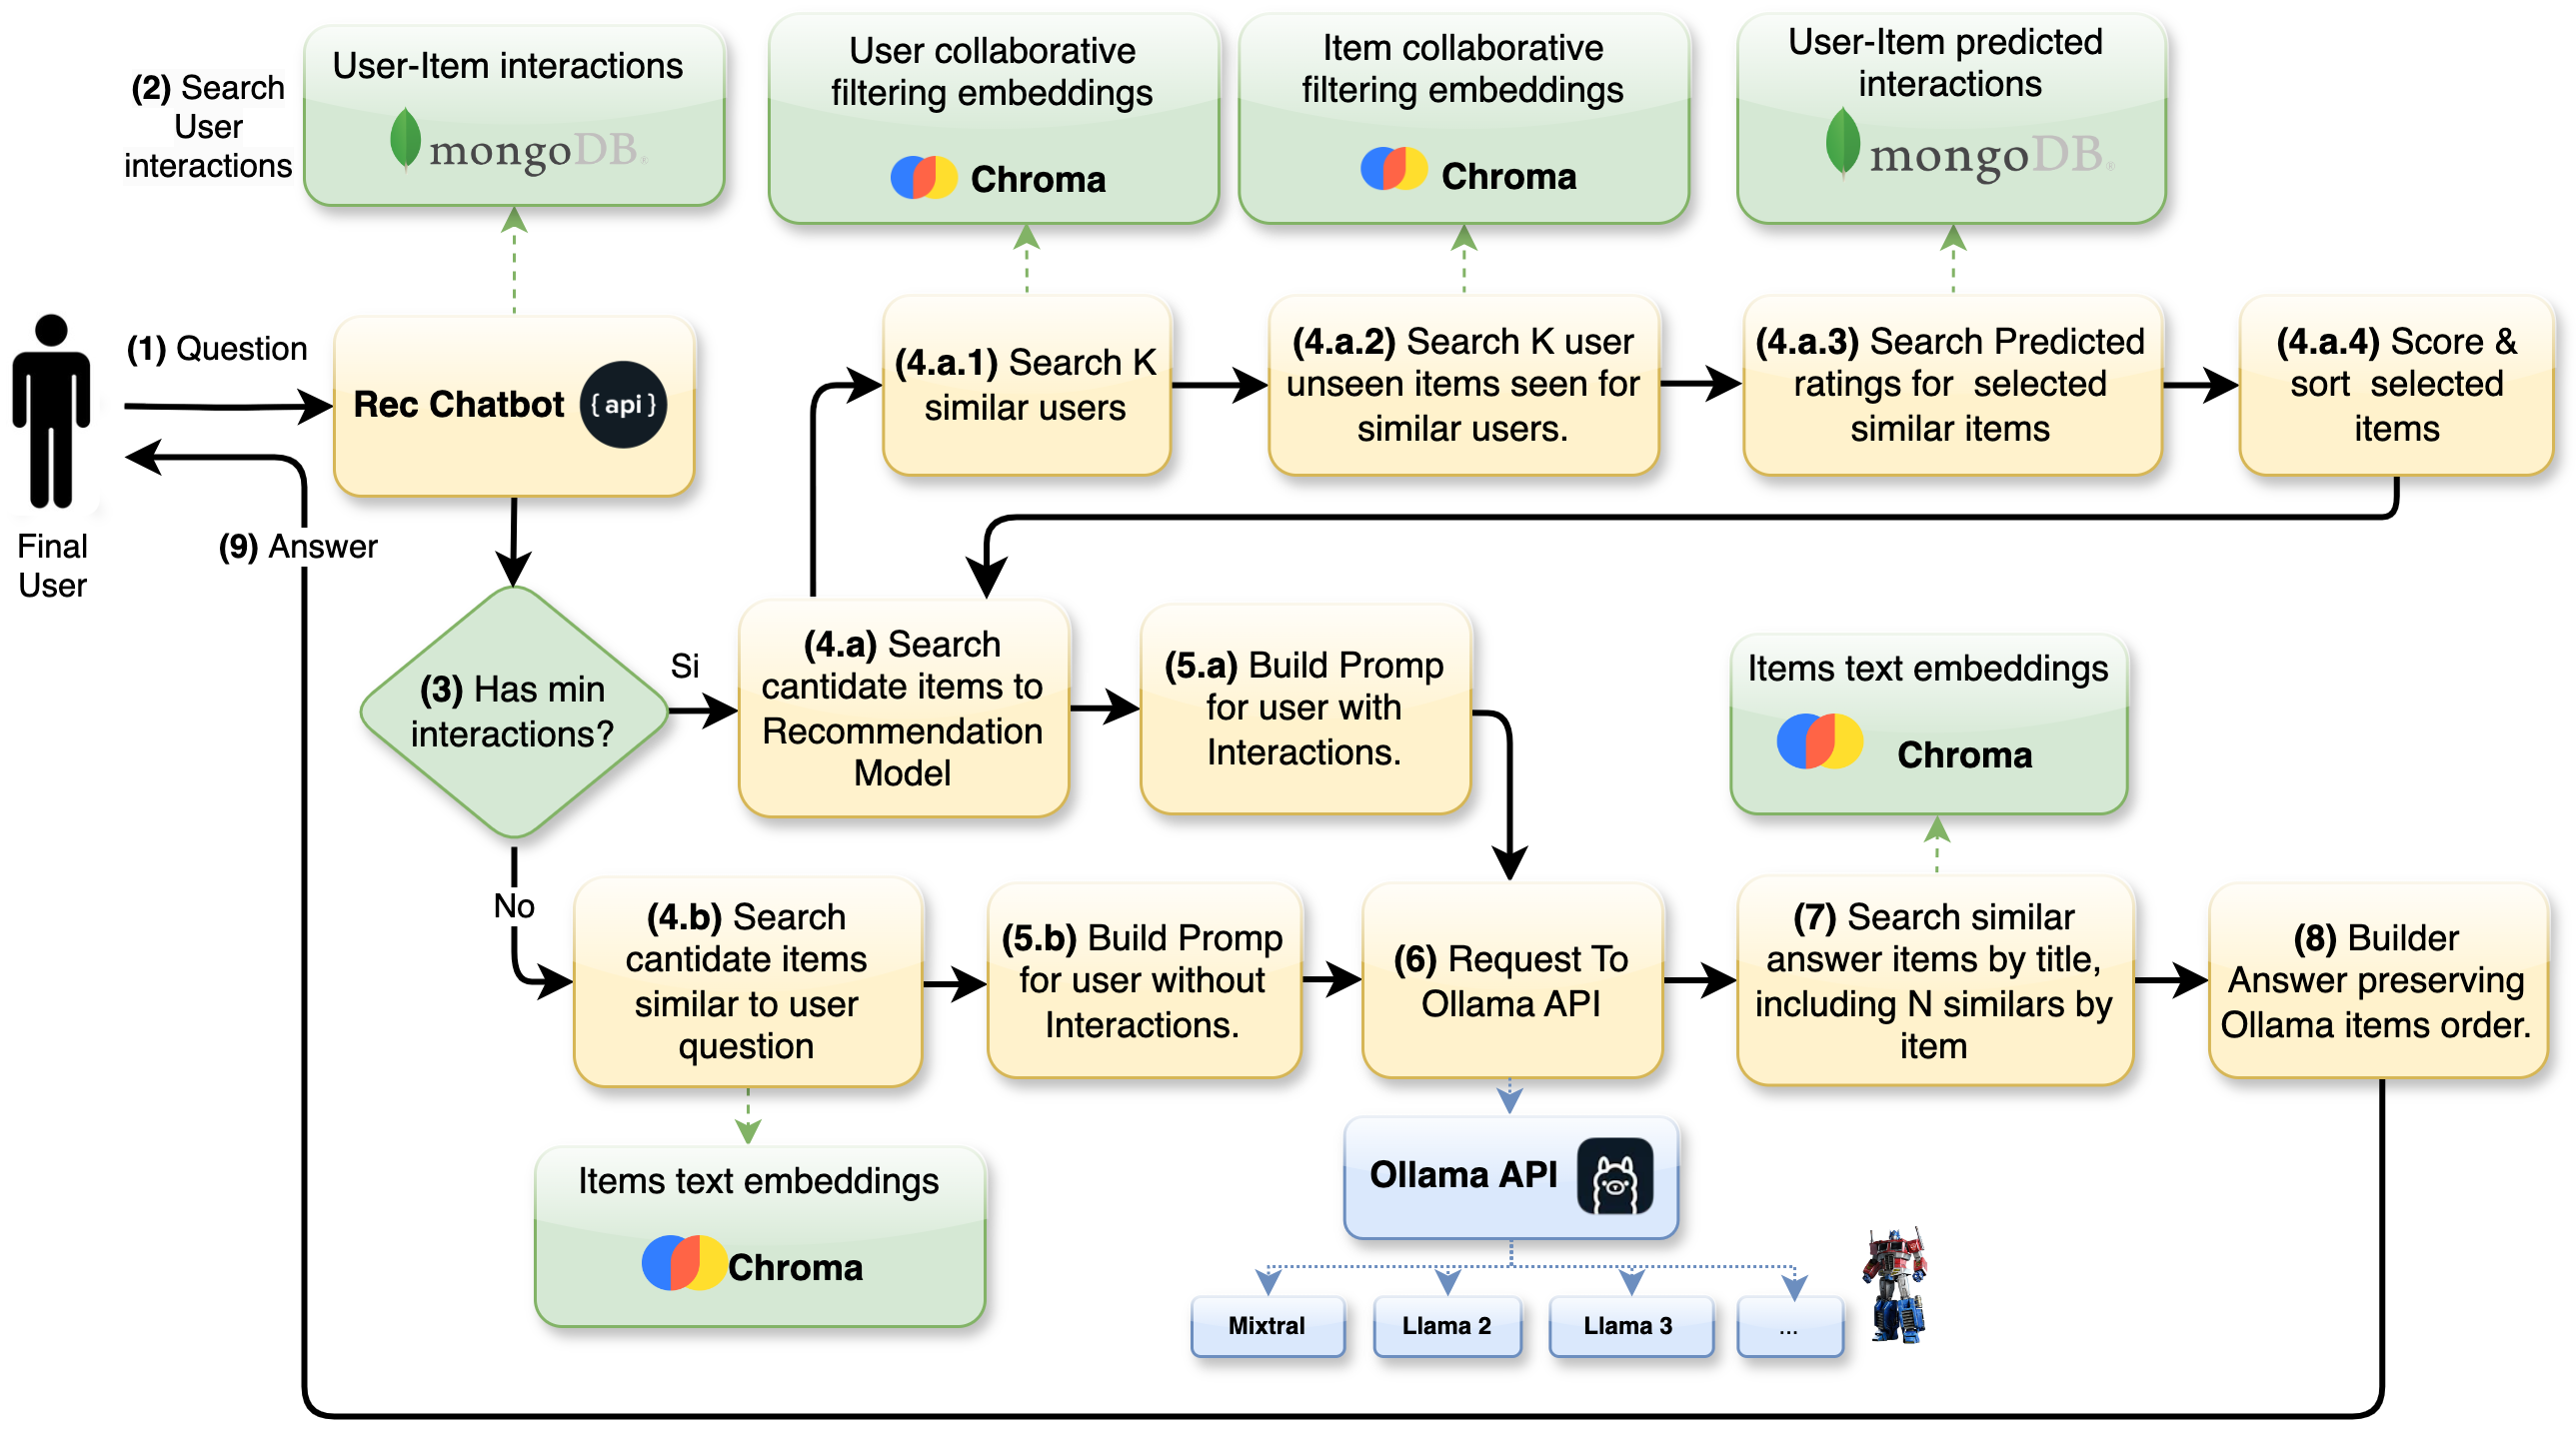 (2) Search
User
interactions
User-Item interactions
mongoDB®
User collaborative
filtering embeddings
Chroma
Item collaborative
filtering embeddings
Chroma
User-Item predicted
interactions
mongoDB®
Final
User
(1) Question
Rec Chatbot
{api}
(9) Answer
(4.a.1) Search K
similar users
(4.a.2) Search K user
unseen items seen for
similar users.
(4.a.3) Search Predicted
ratings for selected
similar items
(4.a.4) Score &
sort selected
items
(3) Has min
interactions?
Si
(4.a) Search
cantidate items to
Recommendation
Model
(5.a) Build Promp
for user with
Interactions.
Items text embeddings
Chroma
No
(4.b) Search
cantidate items
similar to user
question
(5.b) Build Promp
for user without
Interactions.
(6) Request To
Ollama API
(7) Search similar
answer items by title,
including N similars by
item
(8) Builder
Answer preserving
Ollama items order.
Items text embeddings
Chroma
Ollama API
Mixtral
Llama 2
Llama 3
...